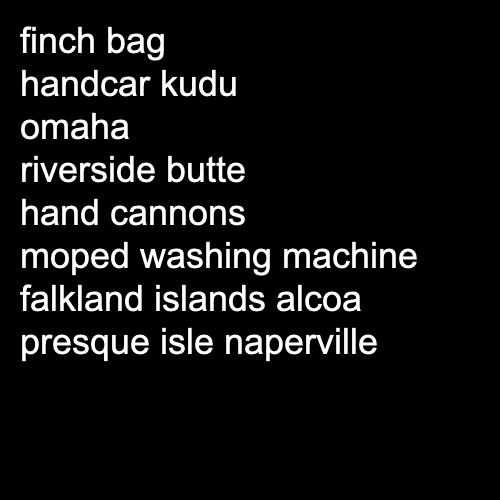 finch bag
handcar kudu
omaha
riverside butte
hand cannons
moped washing machine
falkland islands alcoa
presque isle naperville